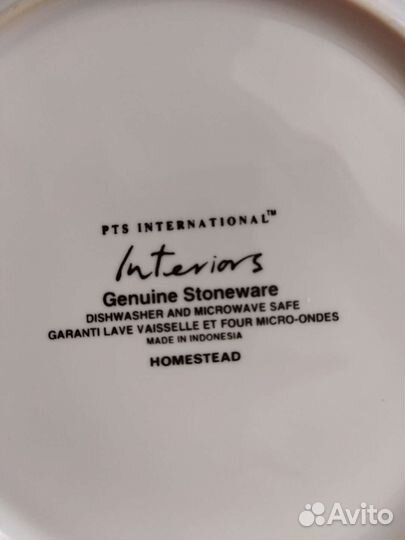 PTS INTERNATIONAL™
Interiors
Genuine Stoneware
DISHWASHER AND MICROWAVE SAFE
GARANTI LAVE VAISSELLE ET FOUR MICRO-ONDES
MADE IN INDONESIA
HOMESTEAD
Avito